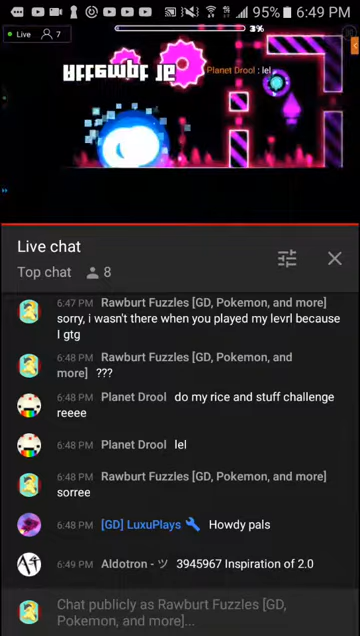 95% 6:49 PM
Live 7
3%
Planet Drool : lel
Live chat
Top chat 8
6:47 PM Rawburt Fuzzles [GD, Pokemon, and more]
sorry, i wasn't there when you played my levrl because
I gtg
6:48 PM Rawburt Fuzzles [GD, Pokemon, and
more] ???
6:48 PM Planet Drool do my rice and stuff challenge
reeee
6:48 PM Planet Drool lel
6:48 PM Rawburt Fuzzles [GD, Pokemon, and more]
sorree
6:48 PM [GD] LuxuPlays Howdy pals
6:49 PM Aldotron - ツ 3945967 Inspiration of 2.0
Chat publicly as Rawburt Fuzzles [GD,
Pokemon, and more]...